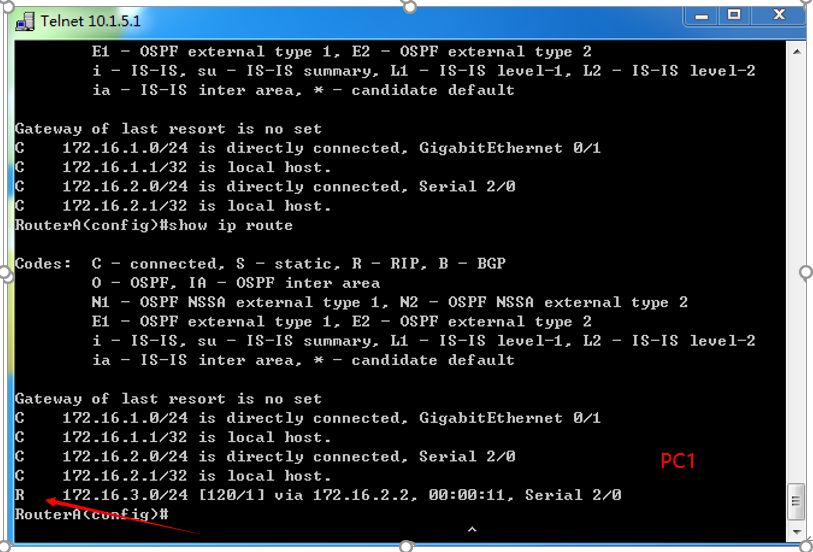 Telnet 10.1.5.1
E1 - OSPF external type 1, E2 - OSPF external type 2
i - IS-IS, su - IS-IS summary, L1 - IS-IS level-1, L2 - IS-IS level-2
ia - IS-IS inter area, * - candidate default
Gateway of last resort is no set
C    172.16.1.0/24 is directly connected, GigabitEthernet 0/1
C    172.16.1.1/32 is local host.
C    172.16.2.0/24 is directly connected, Serial 2/0
C    172.16.2.1/32 is local host.
RouterA(config)#show ip route
Codes:  C - connected, S - static, R - RIP, B - BGP
O - OSPF, IA - OSPF inter area
N1 - OSPF NSSA external type 1, N2 - OSPF NSSA external type 2
E1 - OSPF external type 1, E2 - OSPF external type 2
i - IS-IS, su - IS-IS summary, L1 - IS-IS level-1, L2 - IS-IS level-2
ia - IS-IS inter area, * - candidate default
Gateway of last resort is no set
C    172.16.1.0/24 is directly connected, GigabitEthernet 0/1
C    172.16.1.1/32 is local host.
C    172.16.2.0/24 is directly connected, Serial 2/0
C    172.16.2.1/32 is local host.
PC1
R    172.16.3.0/24 [120/1] via 172.16.2.2, 00:00:11, Serial 2/0
RouterA(config)#
^